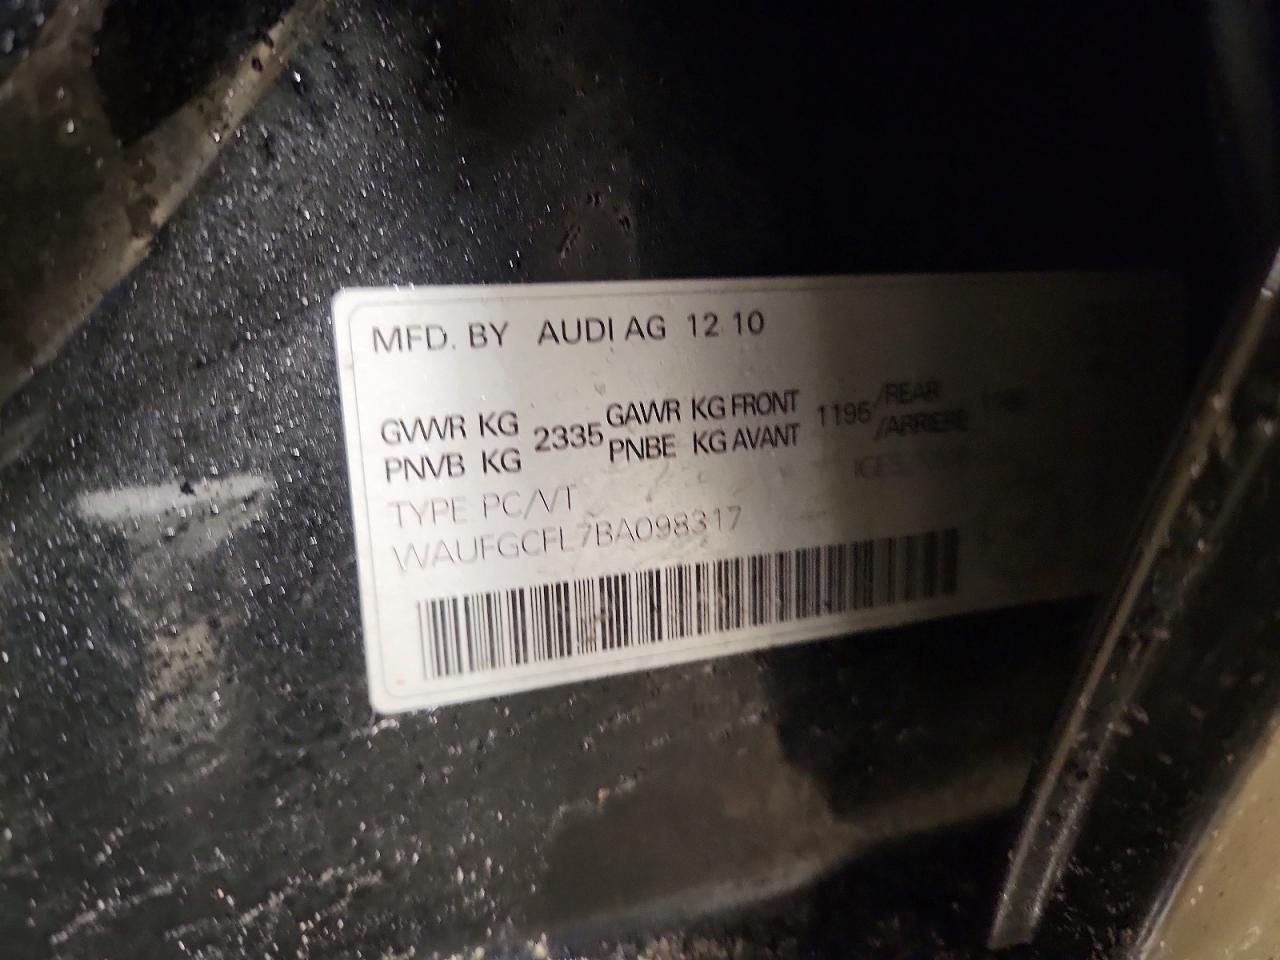 MFD. BY AUDI AG 12 10
GVWR KG 2335 GAWR KG FRONT 1195 /REAR
PNVB KG PNBE KG AVANT /ARRIERE
TYPE PC/VT
WAUFGCFL7BA098317